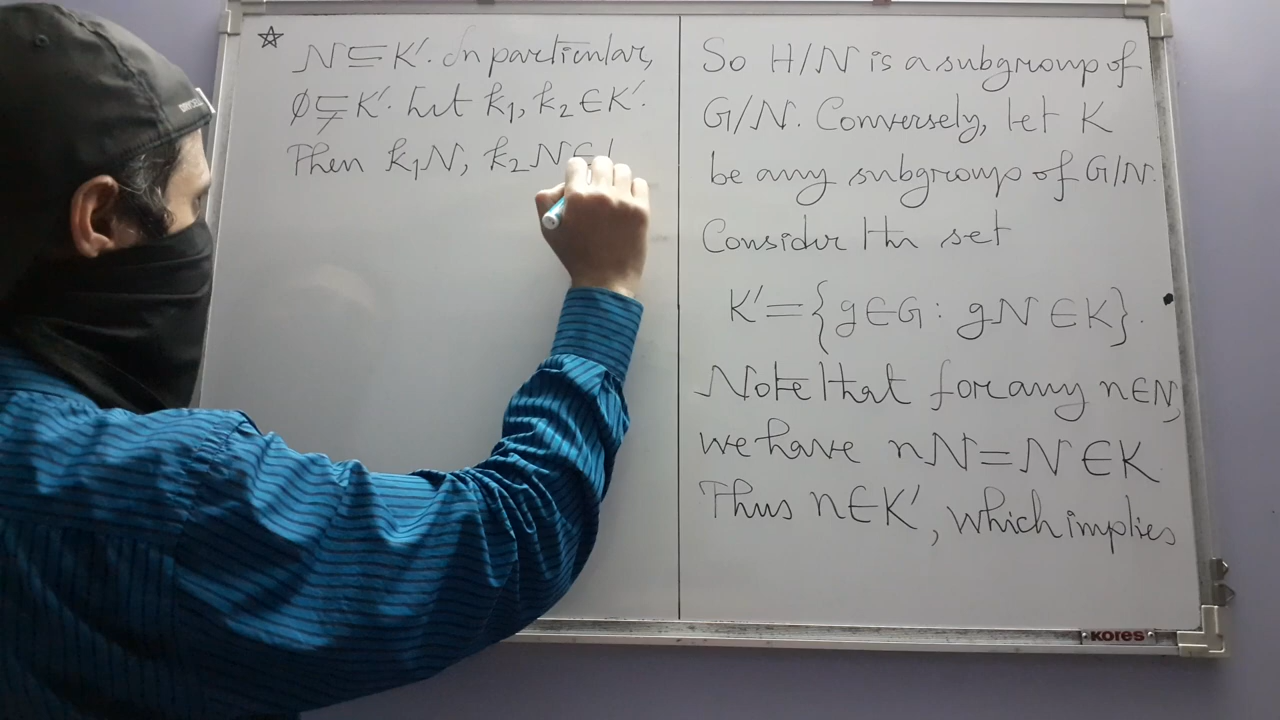 ☆ N ⊆ K'. In particular,
∅ ⊊ K'. Let k₁, k₂ ∈ K'.
Then k₁N, k₂N ∈
So H/N is a subgroup of
G/N. Conversely, let K
be any subgroup of G/N.
Consider the set
K' = {g ∈ G : gN ∈ K}.
Note that for any n ∈ N,
we have nN = N ∈ K
Thus n ∈ K', which implies
KORES